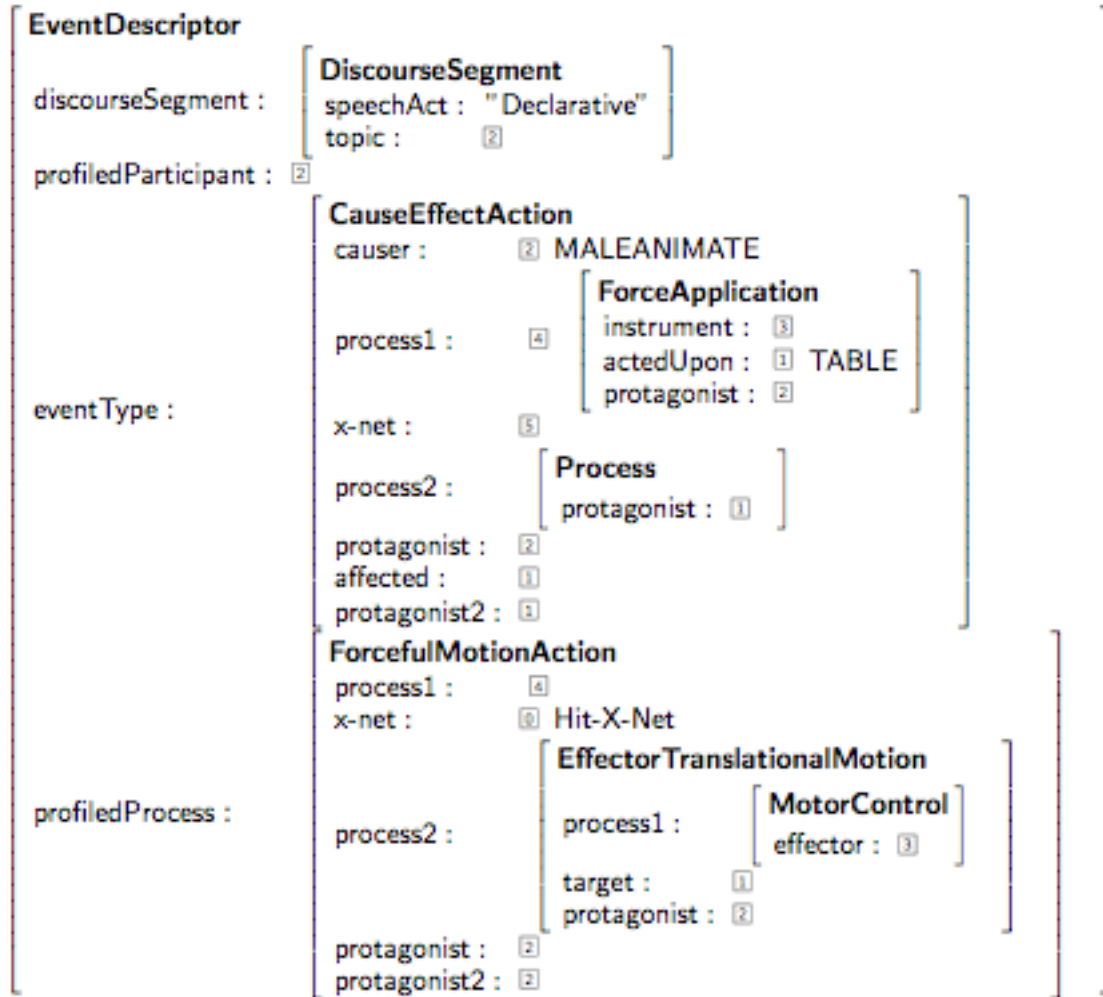 EventDescriptor
DiscourseSegment
discourseSegment :
speechAct : "Declarative"
topic : 2
profiledParticipant : 2
CauseEffectAction
causer : 2 MALEANIMATE
ForceApplication
instrument : 3
process1 : 4
actedUpon : 1 TABLE
protagonist : 2
eventType :
x-net : 5
Process
process2 :
protagonist : 1
protagonist : 2
affected : 1
protagonist2 : 1
ForcefulMotionAction
process1 : 4
x-net : 0 Hit-X-Net
EffectorTranslationalMotion
MotorControl
profiledProcess :
process2 :
process1 :
effector : 3
target : 1
protagonist : 2
protagonist : 2
protagonist2 : 2